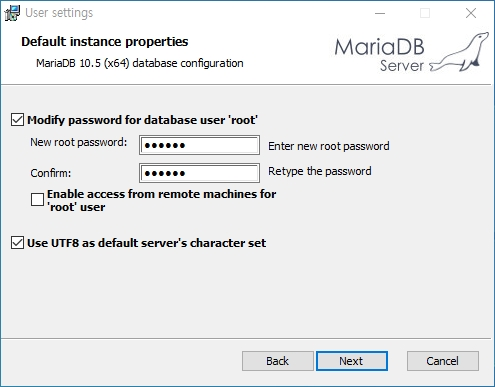 User settings
Default instance properties
MariaDB 10.5 (x64) database configuration
MariaDB
Server
Modify password for database user 'root'
New root password: ●●●●●● Enter new root password
Confirm: ●●●●●● Retype the password
Enable access from remote machines for
'root' user
Use UTF8 as default server's character set
Back Next Cancel